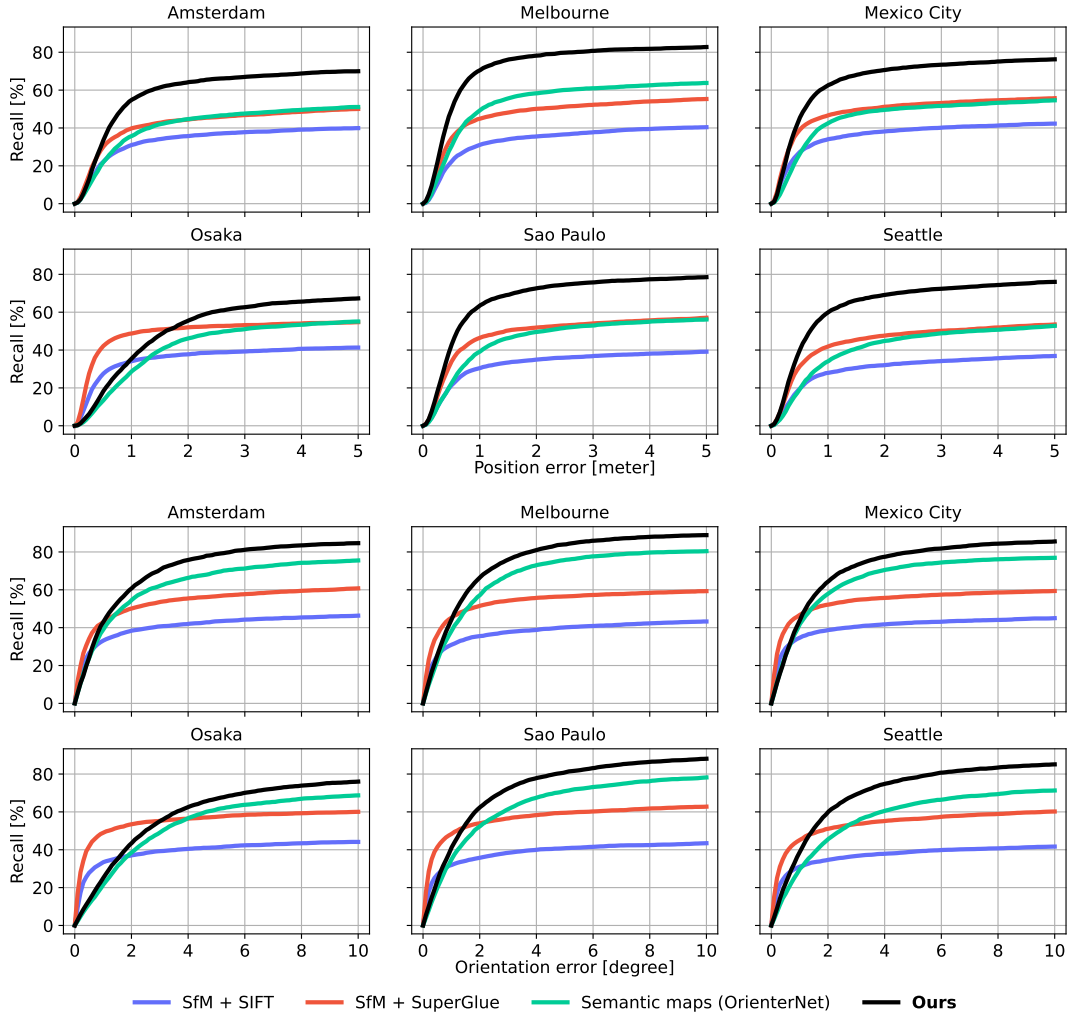 Amsterdam Melbourne Mexico City
80
60
40
20
0
Recall [%]
Osaka Sao Paulo Seattle
80
60
40
20
0
Recall [%]
0 1 2 3 4 5 0 1 2 3 4 5 0 1 2 3 4 5
Position error [meter]
Amsterdam Melbourne Mexico City
80
60
40
20
0
Recall [%]
Osaka Sao Paulo Seattle
80
60
40
20
0
Recall [%]
0 2 4 6 8 10 0 2 4 6 8 10 0 2 4 6 8 10
Orientation error [degree]
SfM + SIFT SfM + SuperGlue Semantic maps (OrienterNet) Ours